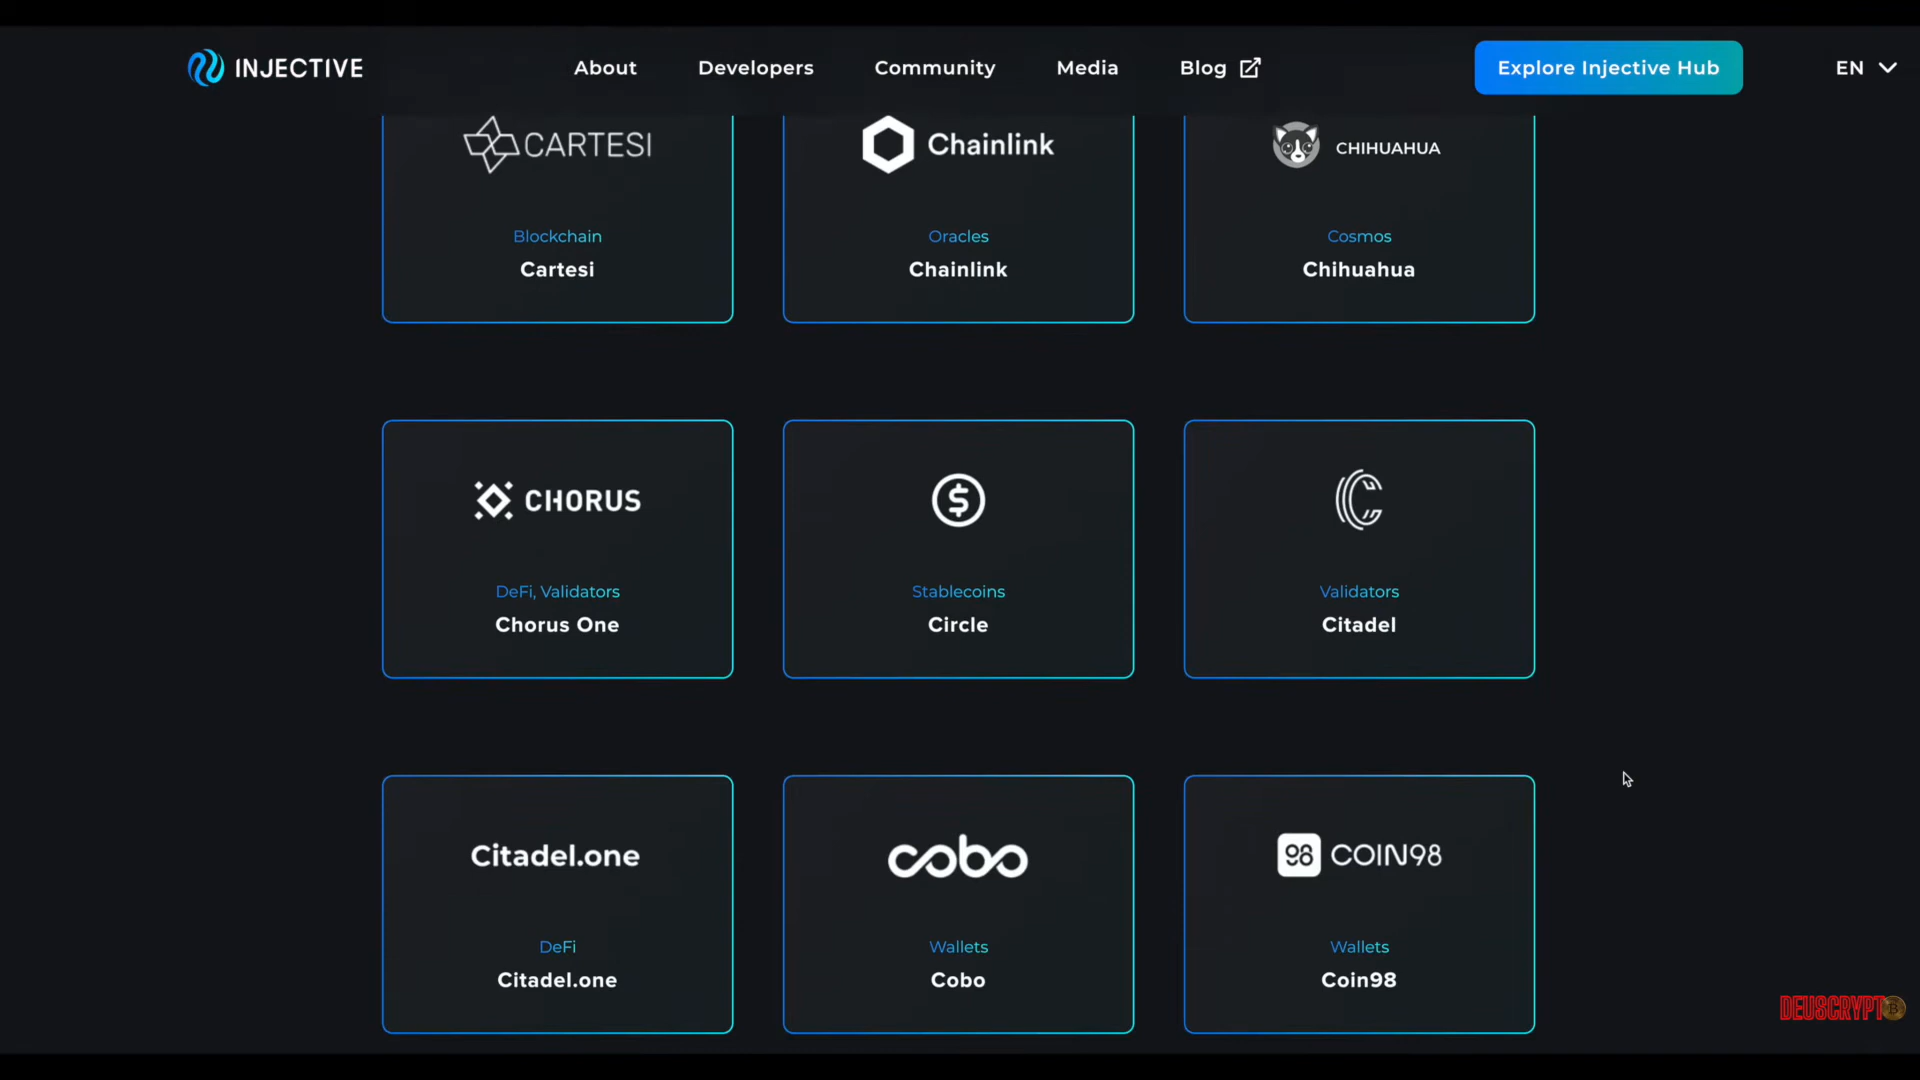 INJECTIVE About Developers Community Media Blog Explore Injective Hub EN
CARTESI Chainlink CHIHUAHUA
Blockchain Oracles Cosmos
Cartesi Chainlink Chihuahua
CHORUS
DeFi, Validators Stablecoins Validators
Chorus One Circle Citadel
Citadel.one cobo 98 COIN98
DeFi Wallets Wallets
Citadel.one Cobo Coin98
DEUSCRYPT